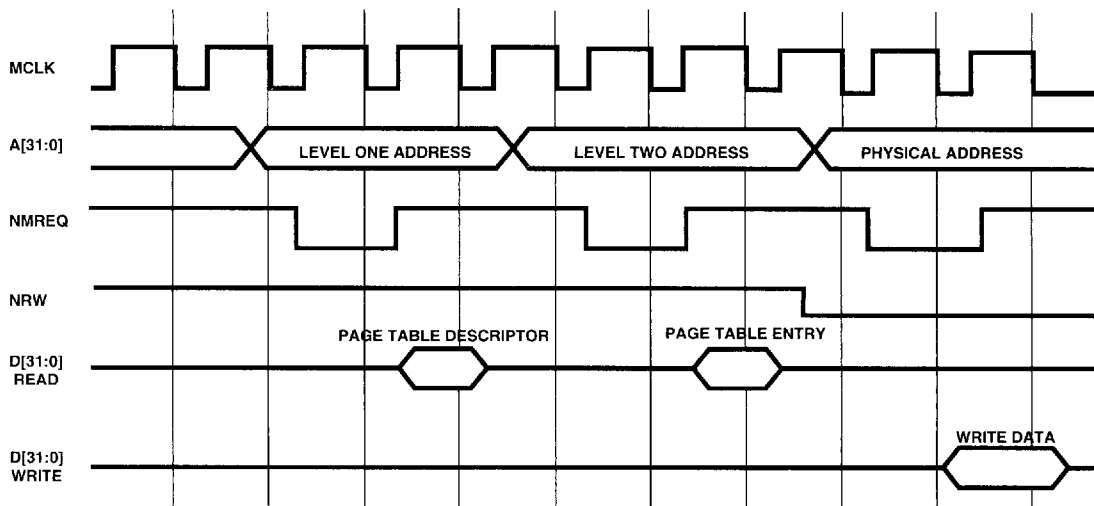 MCLK
A[31:0]
LEVEL ONE ADDRESS
LEVEL TWO ADDRESS
PHYSICAL ADDRESS
NMREQ
NRW
PAGE TABLE DESCRIPTOR
PAGE TABLE ENTRY
D[31:0]
READ
WRITE DATA
D[31:0]
WRITE